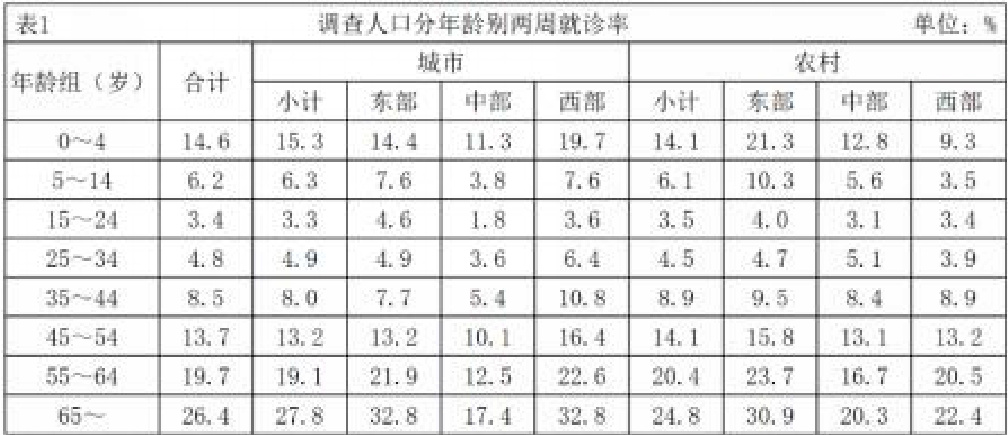 表1 调查人口分年龄别两周就诊率 单位：%
年龄组（岁） 合计 城市 农村
小计 东部 中部 西部 小计 东部 中部 西部
0～4 14.6 15.3 14.4 11.3 19.7 14.1 21.3 12.8 9.3
5～14 6.2 6.3 7.6 3.8 7.6 6.1 10.3 5.6 3.5
15～24 3.4 3.3 4.6 1.8 3.6 3.5 4.0 3.1 3.4
25～34 4.8 4.9 4.9 3.6 6.4 4.5 4.7 5.1 3.9
35～44 8.5 8.0 7.7 5.4 10.8 8.9 9.5 8.4 8.9
45～54 13.7 13.2 13.2 10.1 16.4 14.1 15.8 13.1 13.2
55～64 19.7 19.1 21.9 12.5 22.6 20.4 23.7 16.7 20.5
65～ 26.4 27.8 32.8 17.4 32.8 24.8 30.9 20.3 22.4